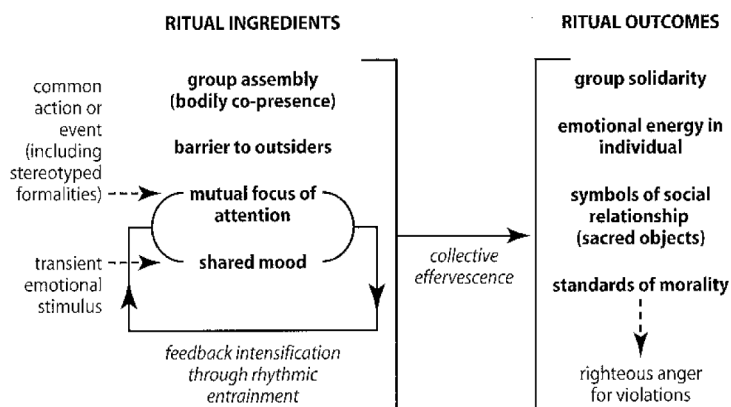 RITUAL INGREDIENTS
common
action or
event
(including
stereotyped
formalities)
transient
emotional
stimulus
group assembly
(bodily co-presence)
barrier to outsiders
mutual focus of
attention
shared mood
feedback intensification
through rhythmic
entrainment
collective
effervescence
RITUAL OUTCOMES
group solidarity
emotional energy in
individual
symbols of social
relationship
(sacred objects)
standards of morality
righteous anger
for violations